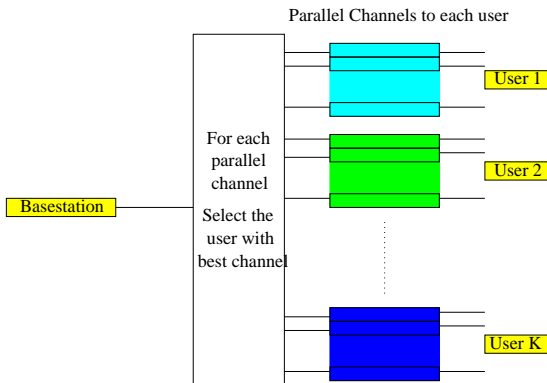 Parallel Channels to each user
User 1
For each
parallel
channel
Select the
user with
best channel
User 2
Basestation
User K